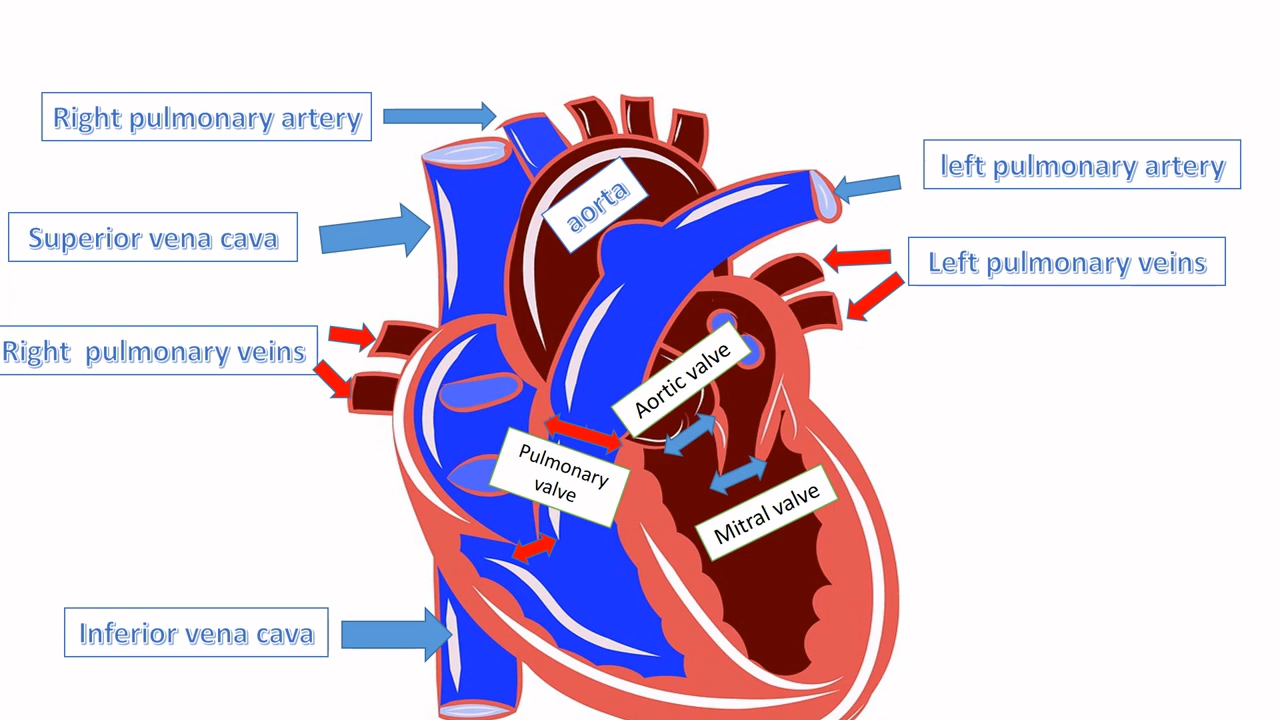 Right pulmonary artery
left pulmonary artery
aorta
Superior vena cava
Left pulmonary veins
Right pulmonary veins
Aortic valve
Pulmonary
valve
Mitral valve
Inferior vena cava